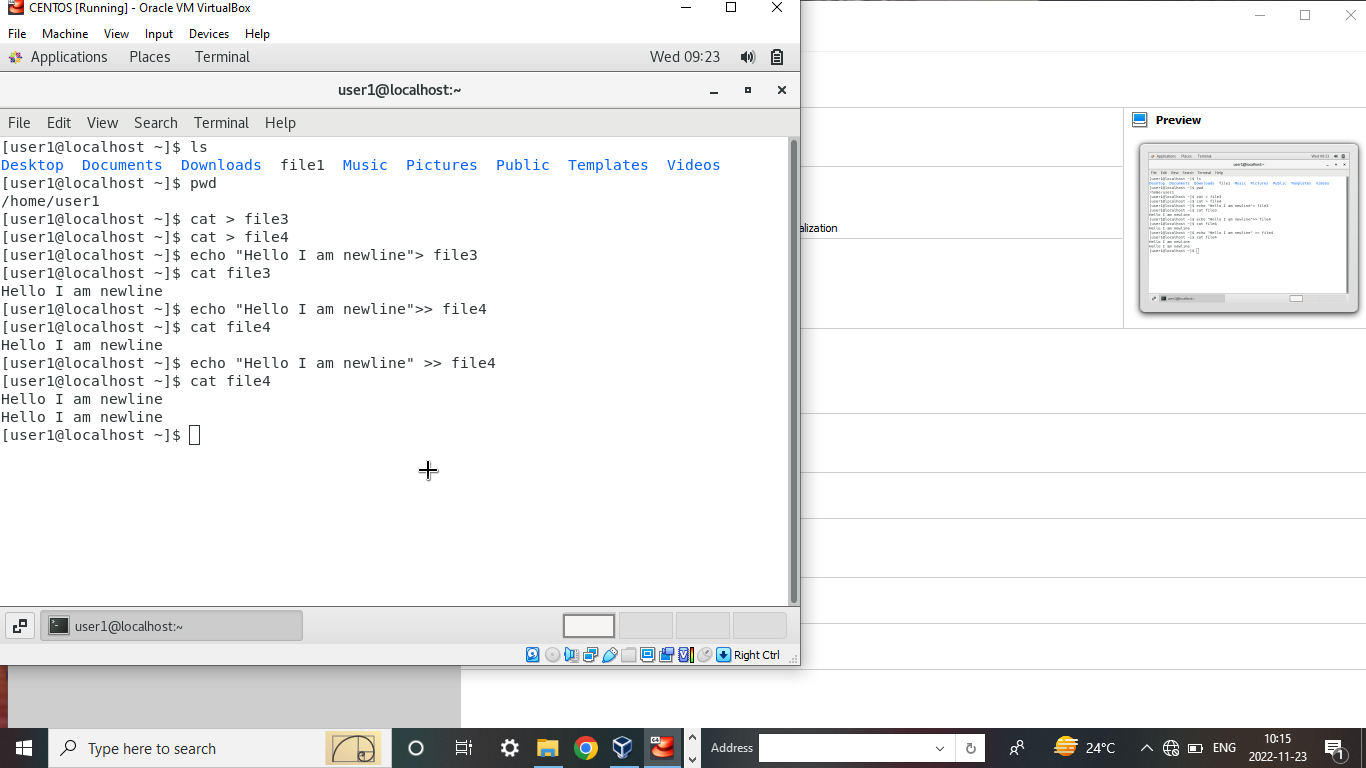 CENTOS [Running] - Oracle VM VirtualBox
File Machine View Input Devices Help
Applications Places Terminal Wed 09:23
user1@localhost:~
File Edit View Search Terminal Help
[user1@localhost ~]$ ls
Desktop Documents Downloads file1 Music Pictures Public Templates Videos
[user1@localhost ~]$ pwd
/home/user1
[user1@localhost ~]$ cat > file3
[user1@localhost ~]$ cat > file4
[user1@localhost ~]$ echo "Hello I am newline"> file3
[user1@localhost ~]$ cat file3
Hello I am newline
[user1@localhost ~]$ echo "Hello I am newline">> file4
[user1@localhost ~]$ cat file4
Hello I am newline
[user1@localhost ~]$ echo "Hello I am newline" >> file4
[user1@localhost ~]$ cat file4
Hello I am newline
Hello I am newline
[user1@localhost ~]$
user1@localhost:~
Right Ctrl
alization
Preview
Type here to search
Address
24°C
ENG
10:15
2022-11-23
1